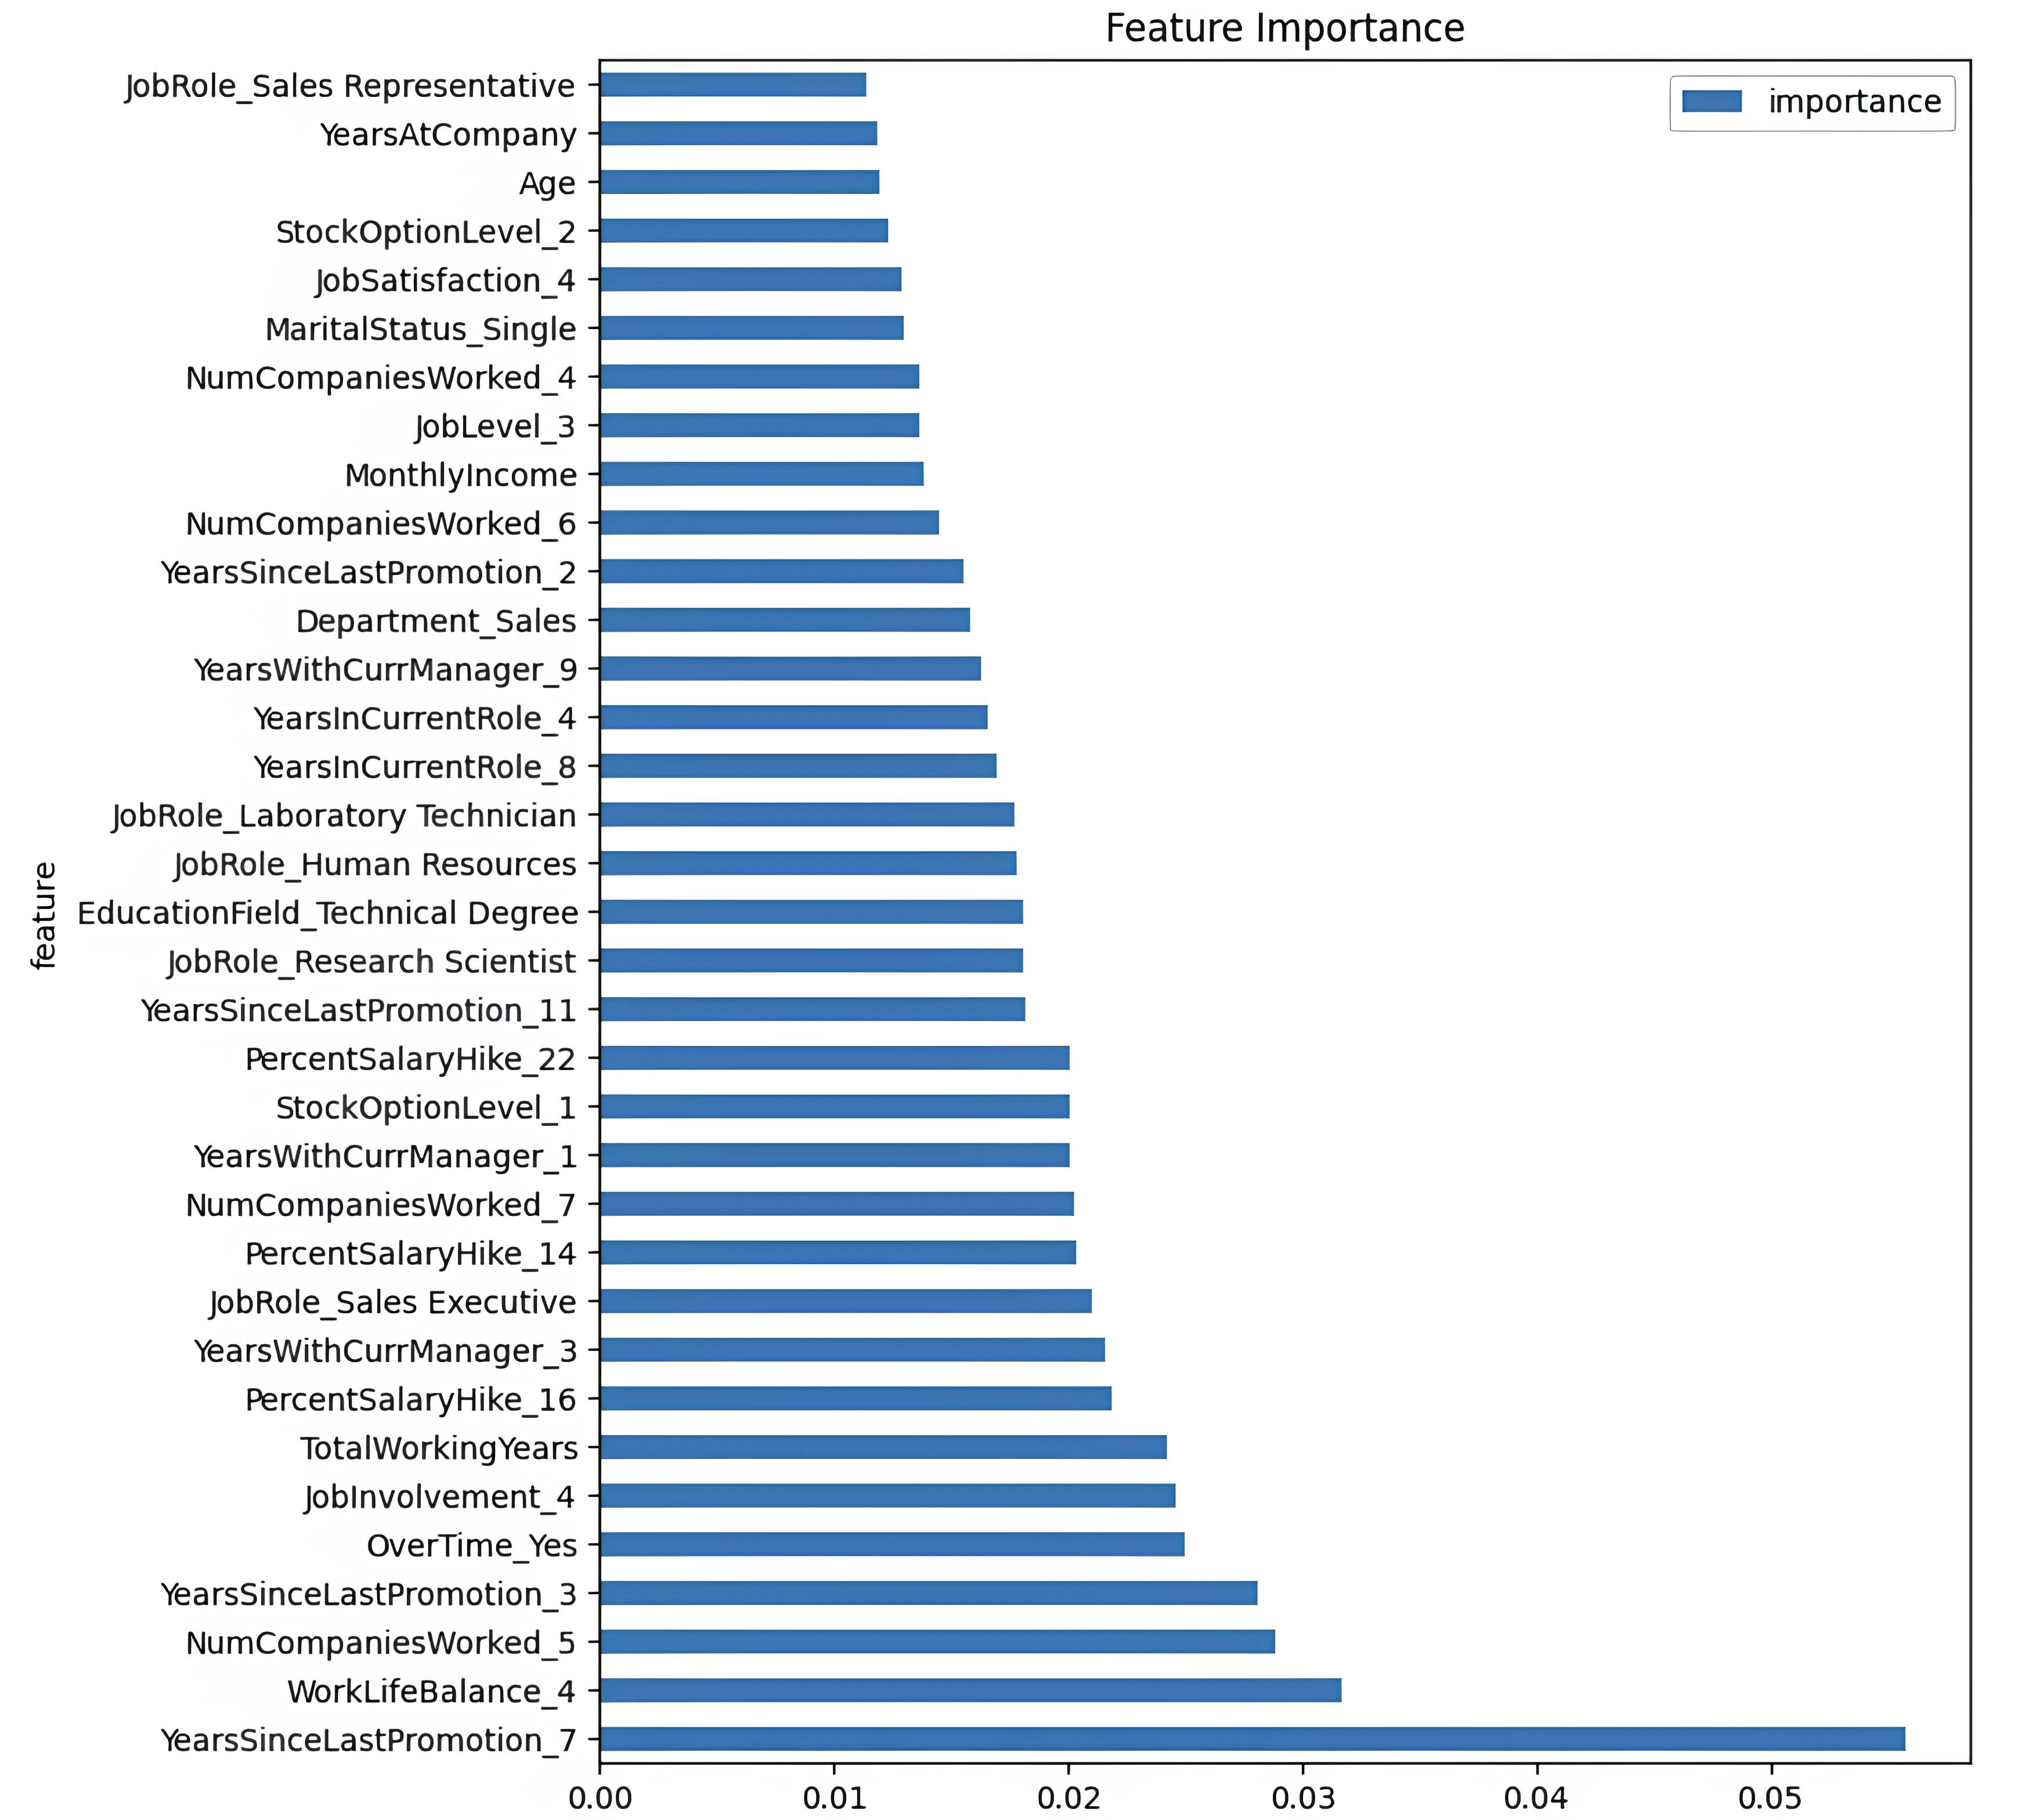 Feature Importance
importance
JobRole_Sales Representative
YearsAtCompany
Age
StockOptionLevel_2
JobSatisfaction_4
MaritalStatus_Single
NumCompaniesWorked_4
JobLevel_3
MonthlyIncome
NumCompaniesWorked_6
YearsSinceLastPromotion_2
Department_Sales
YearsWithCurrManager_9
YearsInCurrentRole_4
YearsInCurrentRole_8
JobRole_Laboratory Technician
JobRole_Human Resources
EducationField_Technical Degree
JobRole_Research Scientist
YearsSinceLastPromotion_11
PercentSalaryHike_22
StockOptionLevel_1
YearsWithCurrManager_1
NumCompaniesWorked_7
PercentSalaryHike_14
JobRole_Sales Executive
YearsWithCurrManager_3
PercentSalaryHike_16
TotalWorkingYears
JobInvolvement_4
OverTime_Yes
YearsSinceLastPromotion_3
NumCompaniesWorked_5
WorkLifeBalance_4
YearsSinceLastPromotion_7
feature
0.00 0.01 0.02 0.03 0.04 0.05